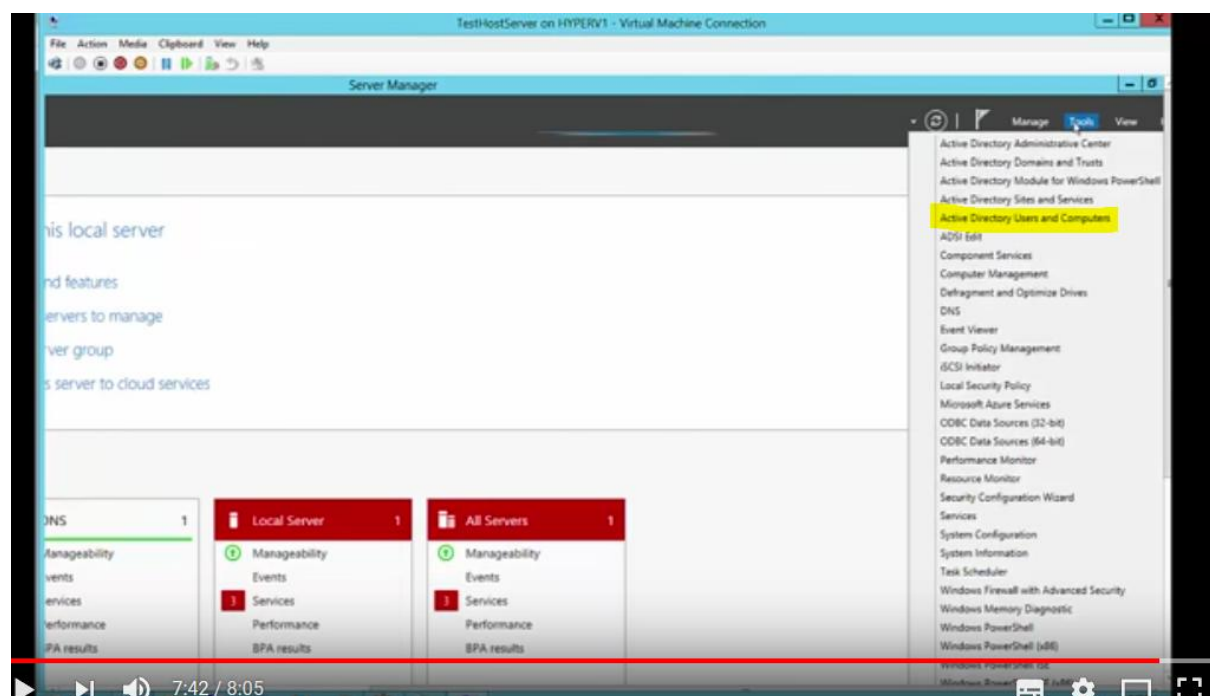 TestHostServer on HYPERV1 - Virtual Machine Connection
File Action Media Clipboard View Help
Server Manager
Manage Tools View
Active Directory Administrative Center
Active Directory Domains and Trusts
Active Directory Module for Windows PowerShell
Active Directory Sites and Services
Active Directory Users and Computers
ADSI Edit
Component Services
Computer Management
Defragment and Optimize Drives
DNS
Event Viewer
Group Policy Management
iSCSI Initiator
Local Security Policy
Microsoft Azure Services
ODBC Data Sources (32-bit)
ODBC Data Sources (64-bit)
Performance Monitor
Resource Monitor
Security Configuration Wizard
Services
System Configuration
System Information
Task Scheduler
Windows Firewall with Advanced Security
Windows Memory Diagnostic
Windows PowerShell
Windows PowerShell (x86)
Windows PowerShell ISE
his local server
nd features
ervers to manage
ver group
s server to cloud services
DNS 1
Manageability
vents
ervices
erformance
BPA results
Local Server 1
Manageability
Events
3 Services
Performance
BPA results
All Servers 1
Manageability
Events
3 Services
Performance
BPA results
7:42 / 8:05